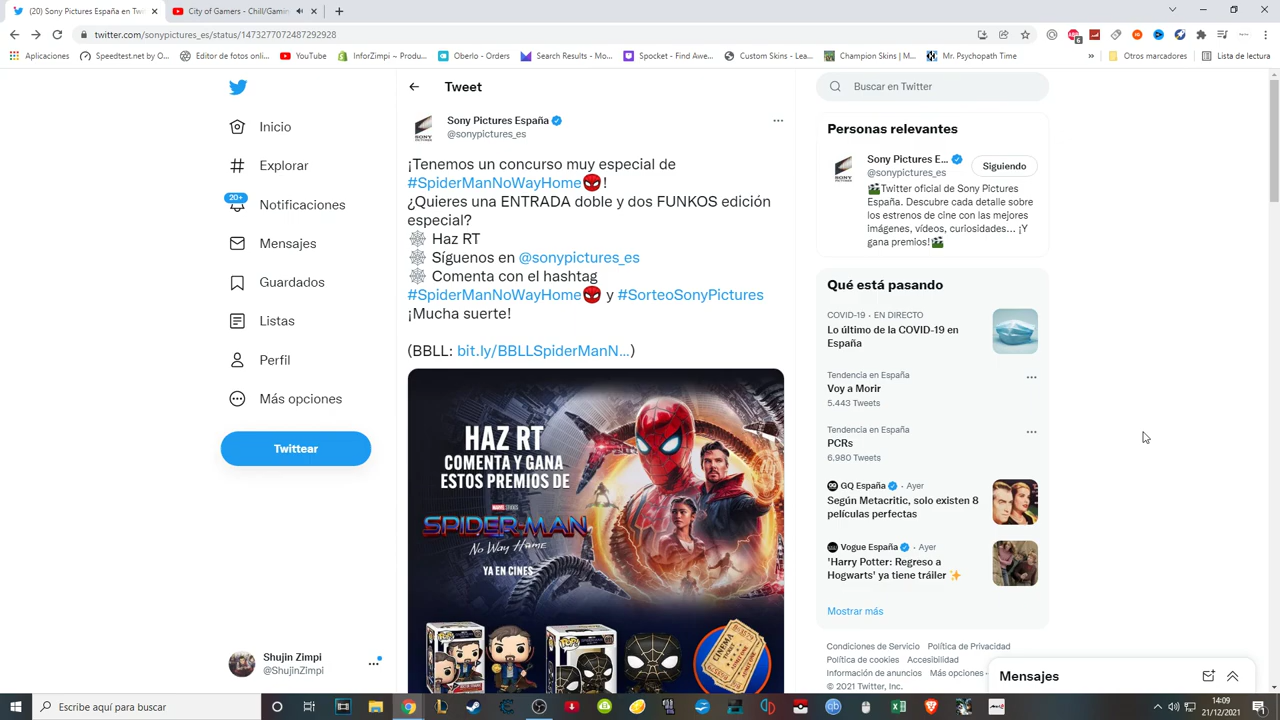 (20) Sony Pictures España en T
City of Gamers - Chill/Gamin
twitter.com/sonypictures_es/status/1473277072487292928
Aplicaciones
Speedtest.net by O...
Editor de fotos onli...
YouTube
InforZimpi – Produ...
Oberlo - Orders
Search Results - Mo...
Spocket - Find Awe...
Custom Skins - Lea...
Champion Skins | M...
Mr. Psychopath Time
»
Otros marcadores
Lista de lectura
Inicio
Explorar
20+
Notificaciones
Mensajes
Guardados
Listas
Perfil
Más opciones
Twittear
Shujin Zimpi
@ShujinZimpi
Tweet
Sony Pictures España
@sonypictures_es
¡Tenemos un concurso muy especial de
#SpiderManNoWayHome!
¿Quieres una ENTRADA doble y dos FUNKOS edición
especial?
Haz RT
Síguenos en @sonypictures_es
Comenta con el hashtag
#SpiderManNoWayHome y #SorteoSonyPictures
¡Mucha suerte!
(BBLL: bit.ly/BBLLSpiderManN...)
HAZ RT
COMENTA Y GANA
ESTOS PREMIOS DE
MARVEL STUDIOS
SPIDER-MAN
No Way Home
YA EN CINES
POP!
POP!
CINEMA
Buscar en Twitter
Personas relevantes
Sony Pictures E...
@sonypictures_es
Siguiendo
Twitter oficial de Sony Pictures
España. Descubre cada detalle sobre
los estrenos de cine con las mejores
imágenes, vídeos, curiosidades... ¡Y
gana premios!
Qué está pasando
COVID-19 · EN DIRECTO
Lo último de la COVID-19 en
España
Tendencia en España
Voy a Morir
5.443 Tweets
Tendencia en España
PCRs
6.980 Tweets
GQ España · Ayer
Según Metacritic, solo existen 8
películas perfectas
Vogue España · Ayer
'Harry Potter: Regreso a
Hogwarts' ya tiene tráiler
Mostrar más
Condiciones de Servicio Política de Privacidad
Política de cookies Accesibilidad
Información de anuncios Más opciones ·
© 2021 Twitter, Inc.
Mensajes
Escribe aquí para buscar
14:09
21/12/2021